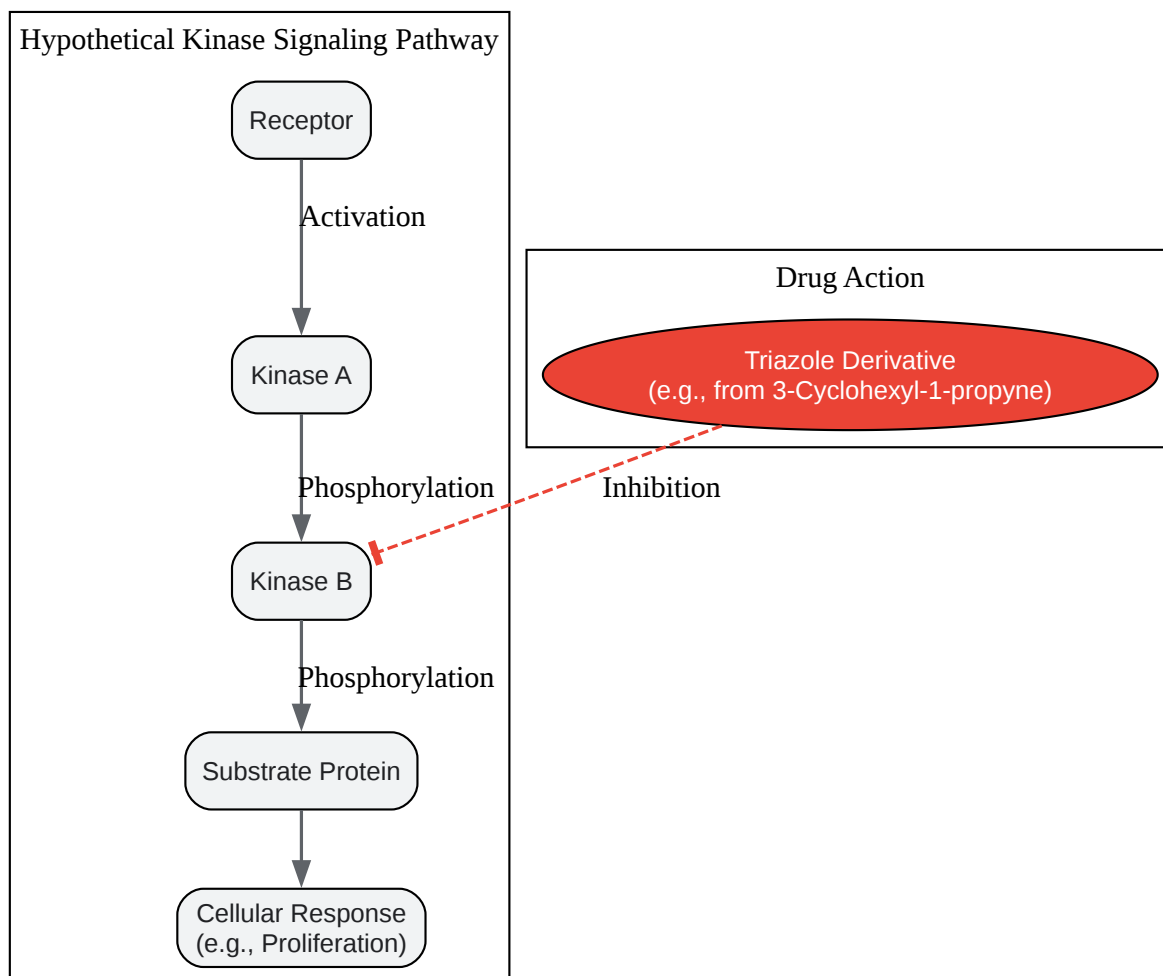 Hypothetical Kinase Signaling Pathway
Receptor
Activation
Drug Action
Triazole Derivative
(e.g., from 3-Cyclohexyl-1-propyne)
Kinase A
Phosphorylation
Inhibition
Kinase B
Phosphorylation
Substrate Protein
Cellular Response
(e.g., Proliferation)